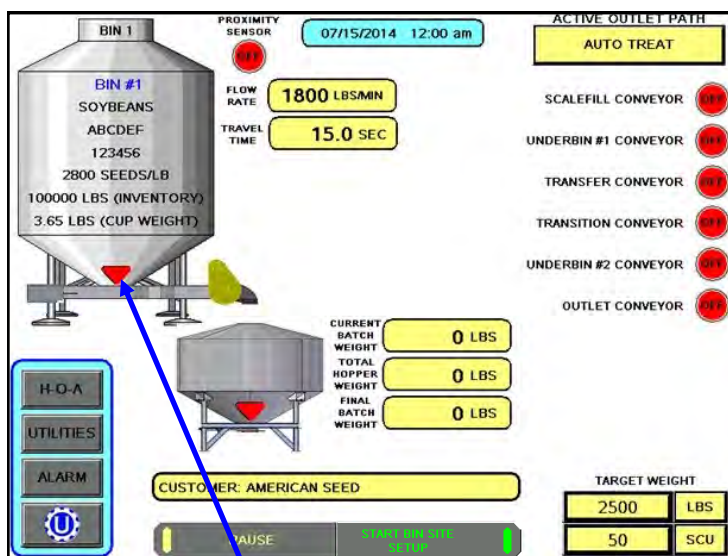 BIN 1
PROXIMITY
SENSOR
OFF
07/15/2014 12:00 am
ACTIVE OUTLET PATH
AUTO TREAT
BIN #1
SOYBEANS
ABCDEF
123456
2800 SEEDS/LB
100000 LBS (INVENTORY)
3.65 LBS (CUP WEIGHT)
FLOW
RATE
1800 LBS/MIN
TRAVEL
TIME
15.0 SEC
SCALEFILL CONVEYOR OFF
UNDERBIN #1 CONVEYOR OFF
TRANSFER CONVEYOR OFF
TRANSITION CONVEYOR OFF
UNDERBIN #2 CONVEYOR OFF
OUTLET CONVEYOR OFF
CURRENT
BATCH
WEIGHT
0 LBS
TOTAL
HOPPER
WEIGHT
0 LBS
FINAL
BATCH
WEIGHT
0 LBS
H-O-A
UTILITIES
ALARM
U
CUSTOMER: AMERICAN SEED
PAUSE
START BIN SITE
SETUP
TARGET WEIGHT
2500 LBS
50 SCU